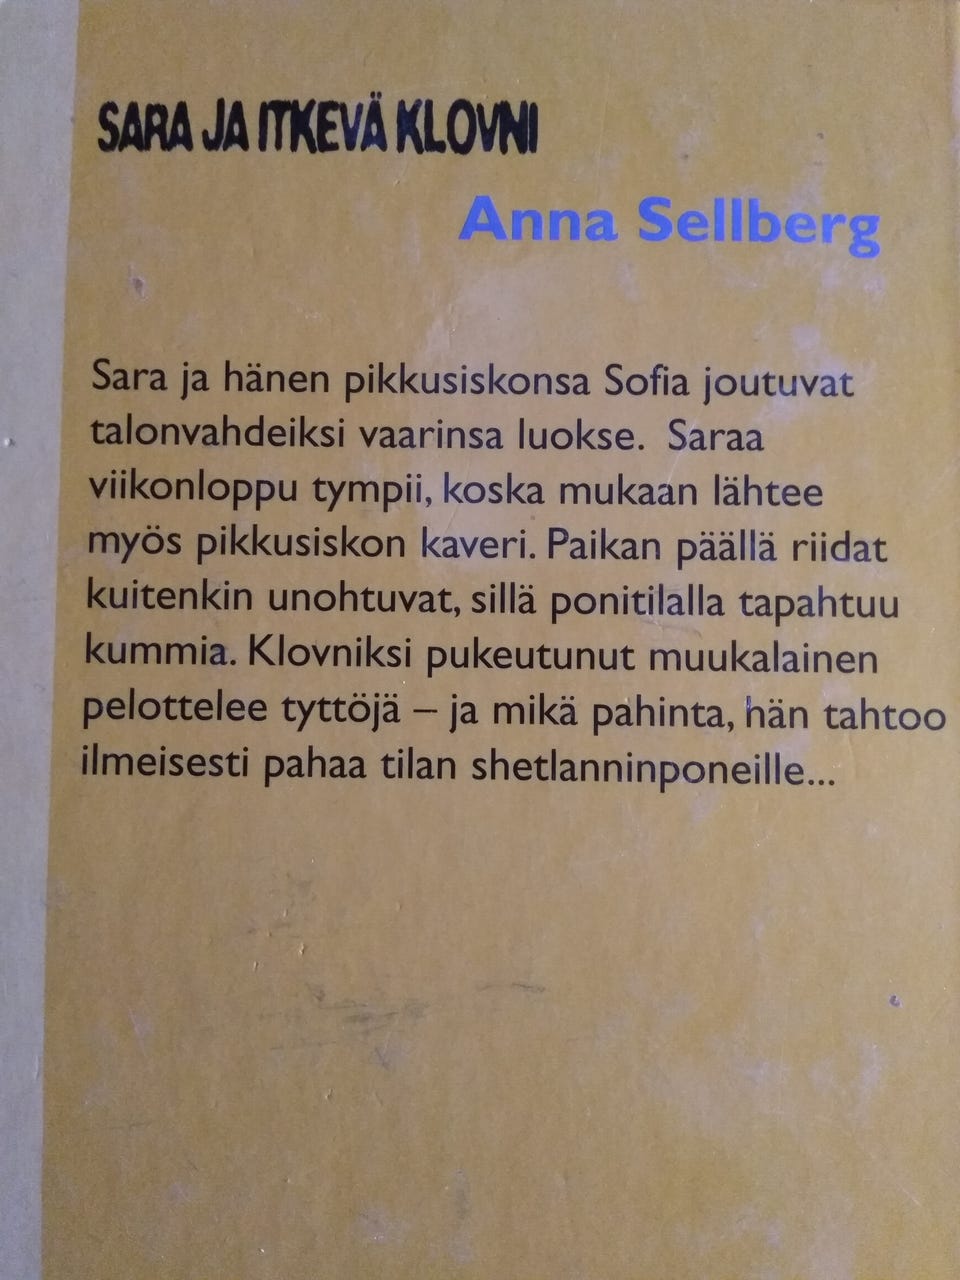 SARA JA ITKEVÄ KLOVNI
Anna Sellberg
Sara ja hänen pikkusiskonsa Sofia joutuvat
talonvahdeiksi vaarinsa luokse. Saraa
viikonloppu tympii, koska mukaan lähtee
myös pikkusiskon kaveri. Paikan päällä riidat
kuitenkin unohtuvat, sillä ponitilalla tapahtuu
kummia. Klovniksi pukeutunut muukalainen
pelottelee tyttöjä – ja mikä pahinta, hän tahtoo
ilmeisesti pahaa tilan shetlanninponeille...